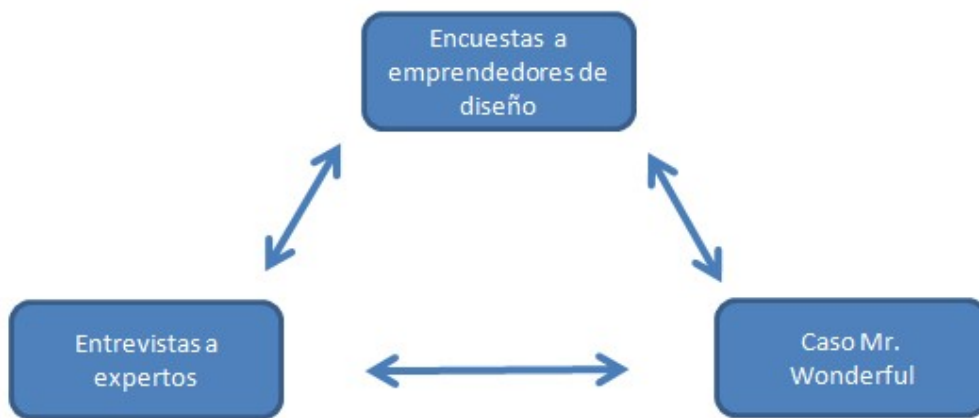 Encuestas a
emprendedores de
diseño
Entrevistas a
expertos
Caso Mr.
Wonderful